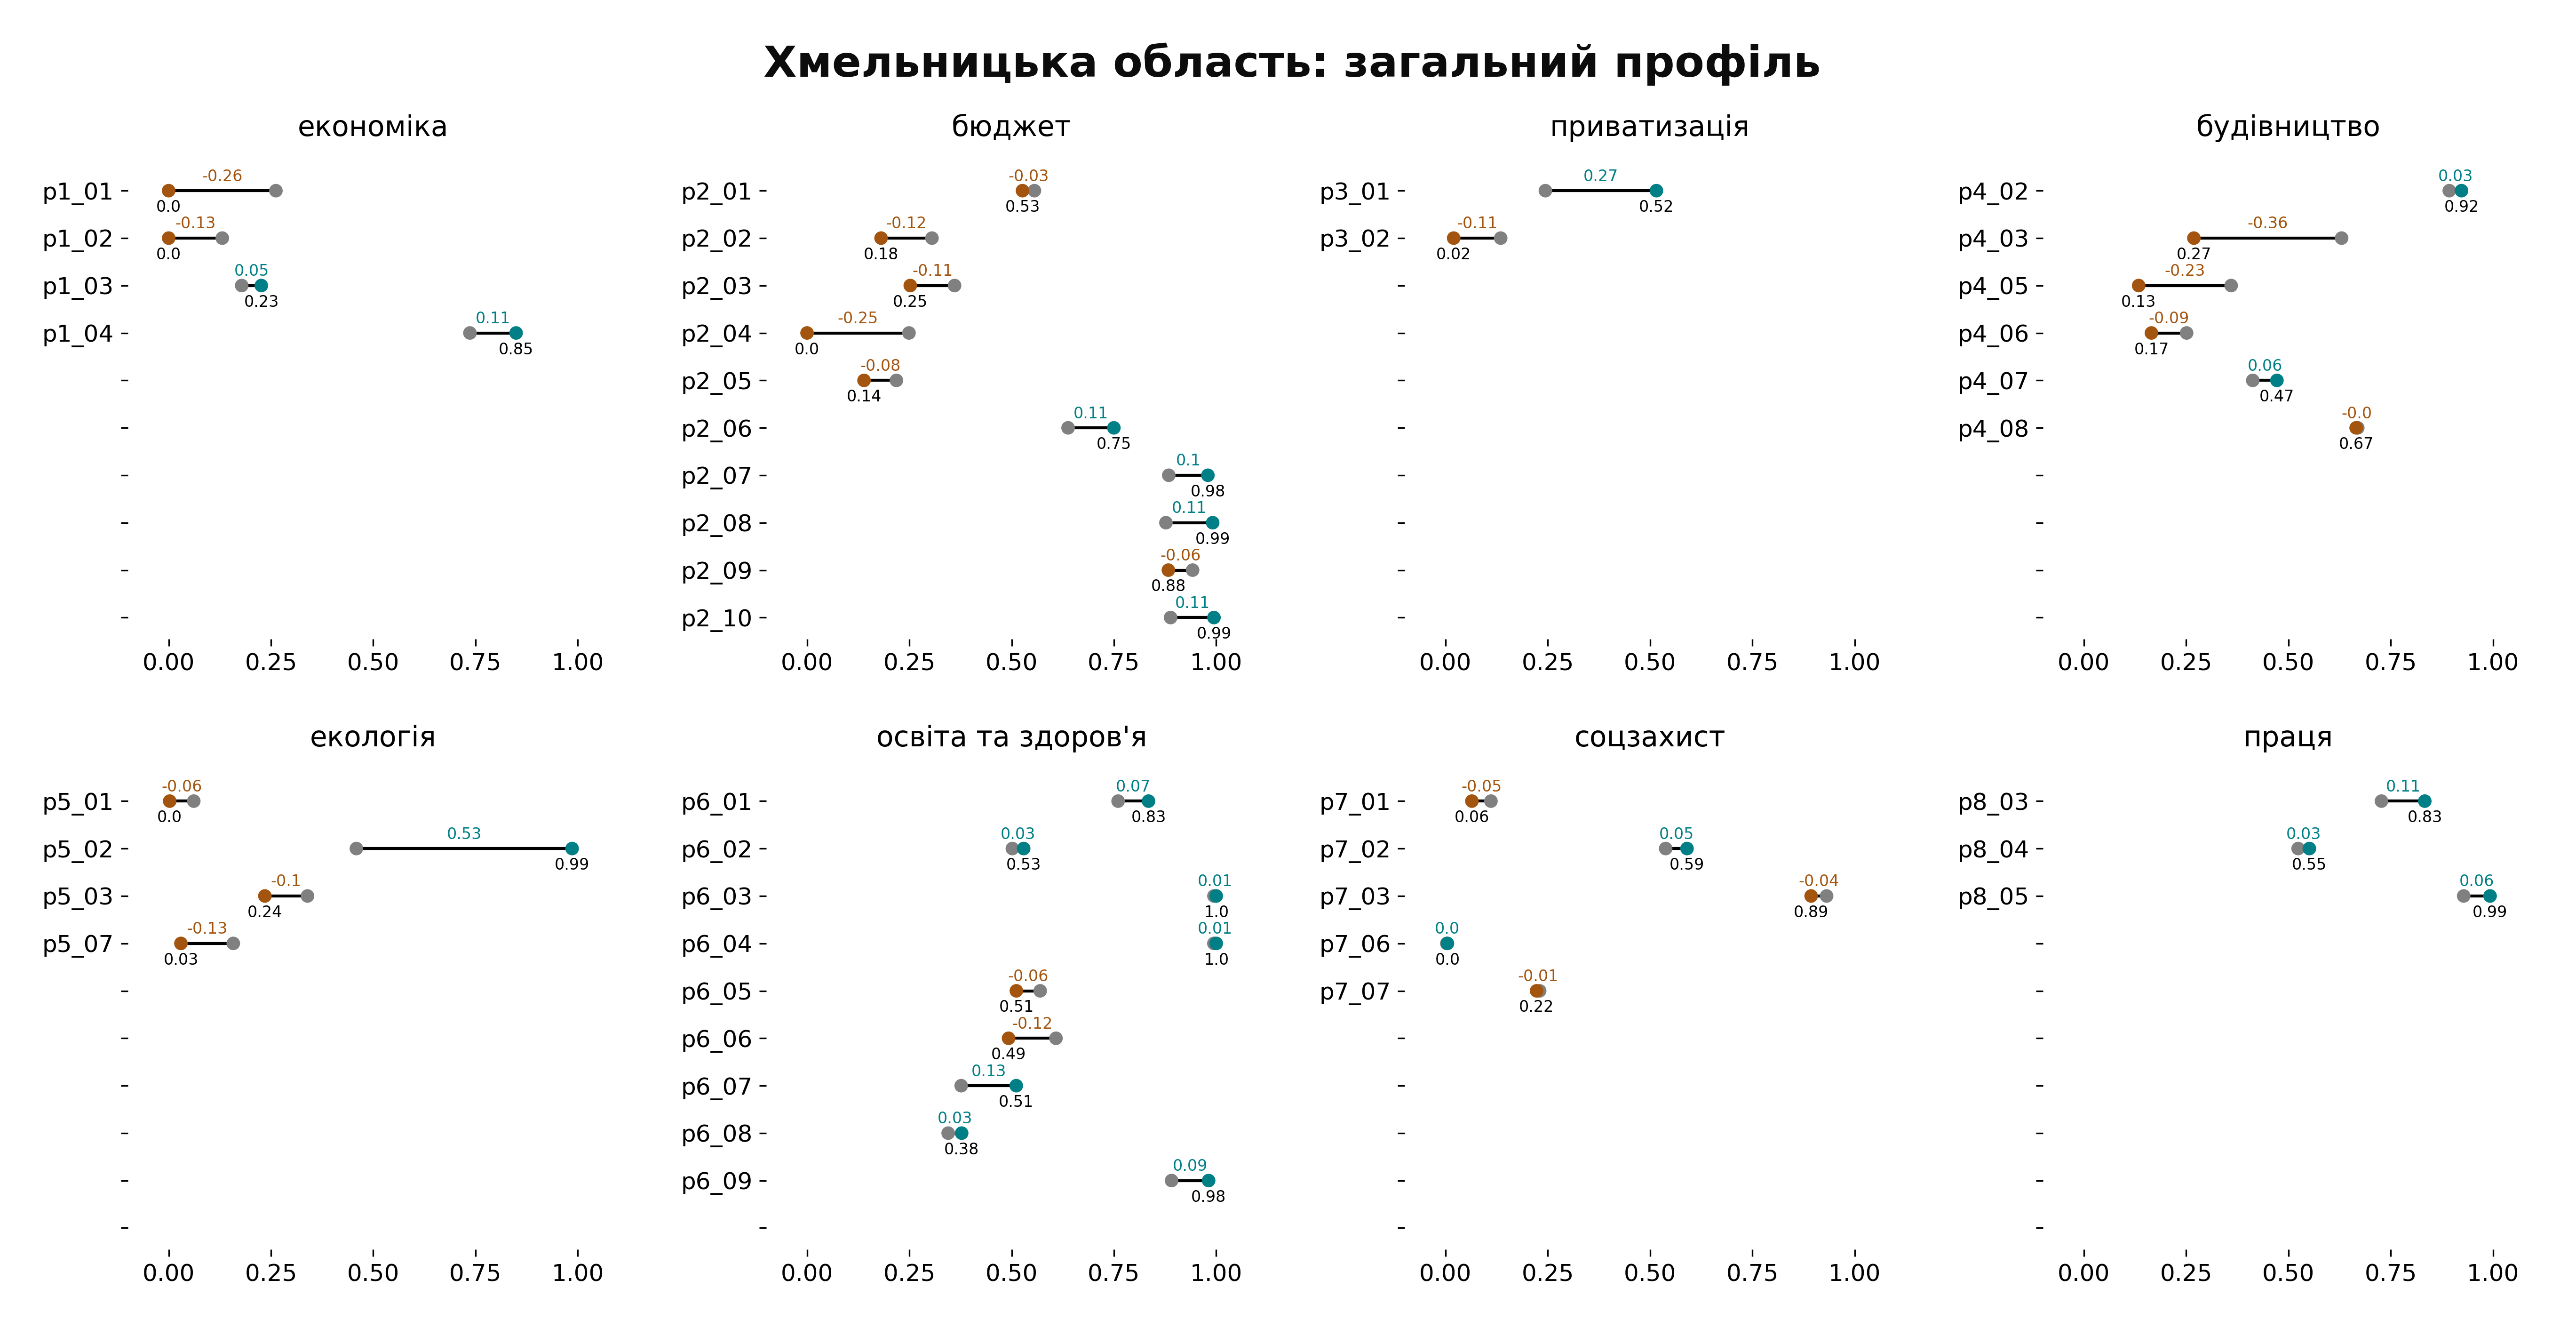 Хмельницька область: загальний профіль
економіка
p1_01
-0.26
0.0
p1_02
-0.13
0.0
p1_03
0.05
0.23
p1_04
0.11
0.85
0.00 0.25 0.50 0.75 1.00
бюджет
p2_01
-0.03
0.53
p2_02
-0.12
0.18
p2_03
-0.11
0.25
p2_04
-0.25
0.0
p2_05
-0.08
0.14
p2_06
0.11
0.75
p2_07
0.1
0.98
p2_08
0.11
0.99
p2_09
-0.06
0.88
p2_10
0.11
0.99
0.00 0.25 0.50 0.75 1.00
приватизація
p3_01
0.27
0.52
p3_02
-0.11
0.02
0.00 0.25 0.50 0.75 1.00
будівництво
p4_02
0.03
0.92
p4_03
-0.36
0.27
p4_05
-0.23
0.13
p4_06
-0.09
0.17
p4_07
0.06
0.47
p4_08
-0.0
0.67
0.00 0.25 0.50 0.75 1.00
екологія
p5_01
-0.06
0.0
p5_02
0.53
0.99
p5_03
-0.1
0.24
p5_07
-0.13
0.03
0.00 0.25 0.50 0.75 1.00
освіта та здоров'я
p6_01
0.07
0.83
p6_02
0.03
0.53
p6_03
0.01
1.0
p6_04
0.01
1.0
p6_05
-0.06
0.51
p6_06
-0.12
0.49
p6_07
0.13
0.51
p6_08
0.03
0.38
p6_09
0.09
0.98
0.00 0.25 0.50 0.75 1.00
соцзахист
p7_01
-0.05
0.06
p7_02
0.05
0.59
p7_03
-0.04
0.89
p7_06
0.0
0.0
p7_07
-0.01
0.22
0.00 0.25 0.50 0.75 1.00
праця
p8_03
0.11
0.83
p8_04
0.03
0.55
p8_05
0.06
0.99
0.00 0.25 0.50 0.75 1.00